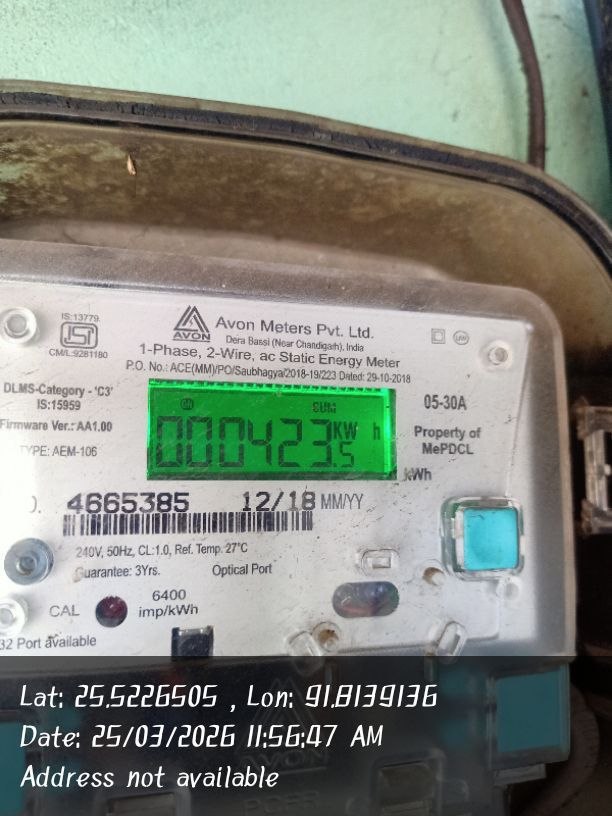 IS:13779
ISI
CM/L:9281180
AVON
Avon Meters Pvt. Ltd.
Dera Bassi (Near Chandigarh), India
1-Phase, 2-Wire, ac Static Energy Meter
P.O. No.: ACE(MM)/PO/Saubhagya/2018-19/223 Dated: 29-10-2018
DLMS-Category - 'C3'
IS:15959
Firmware Ver.: AA1.00
TYPE: AEM-106
ON CUM
000423.5 KW h
05-30A
Property of
MePDCL
kWh
4665385 12/18 MM/YY
240V, 50Hz, CL:1.0, Ref. Temp. 27°C
Guarantee: 3Yrs. Optical Port
CAL 6400
imp/kWh
Port available
Lat: 25.5226505 , Lon: 91.8139136
Date: 25/03/2026 11:56:47 AM
Address not available
AVON